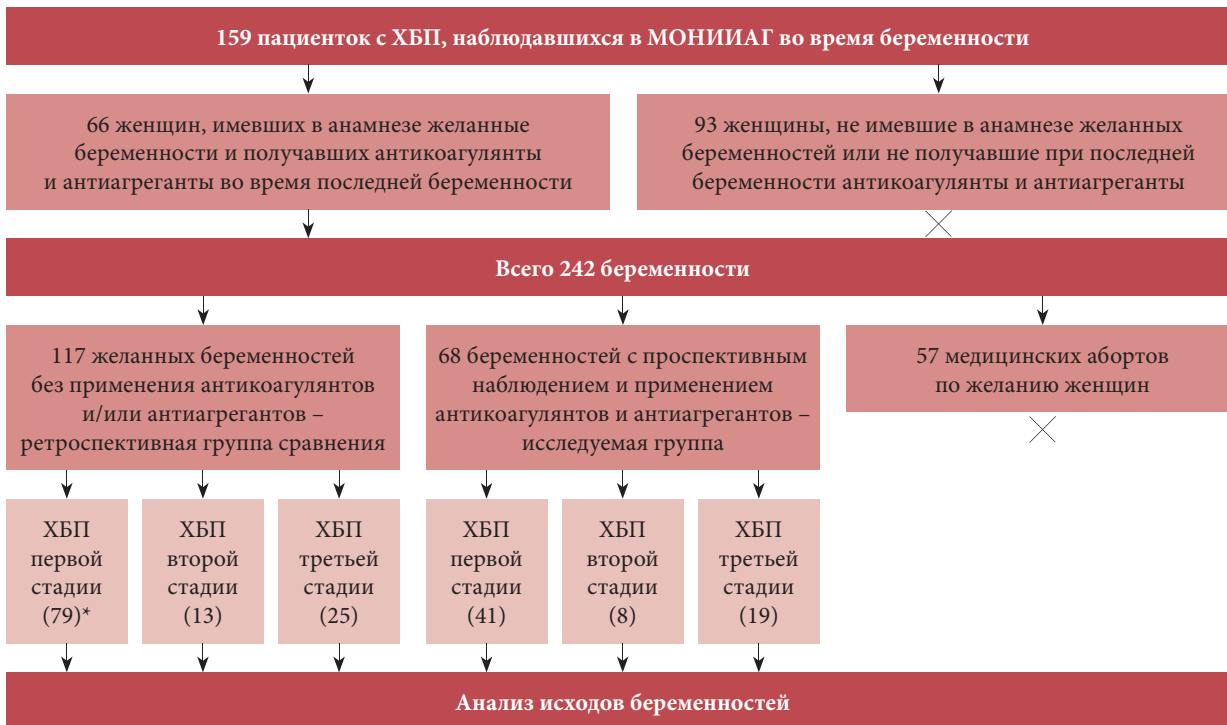 159 пациенток с ХБП, наблюдавшихся в МОНИИАГ во время беременности
66 женщин, имевших в анамнезе желанные
беременности и получавших антикоагулянты
и антиагреганты во время последней беременности
93 женщины, не имевшие в анамнезе желанных
беременностей или не получавшие при последней
беременности антикоагулянты и антиагреганты
Всего 242 беременности
117 желанных беременностей
без применения антикоагулянтов
и/или антиагрегантов –
ретроспективная группа сравнения
68 беременностей с проспективным
наблюдением и применением
антикоагулянтов и антиагрегантов –
исследуемая группа
57 медицинских абортов
по желанию женщин
ХБП
первой
стадии
(79)*
ХБП
второй
стадии
(13)
ХБП
третьей
стадии
(25)
ХБП
первой
стадии
(41)
ХБП
второй
стадии
(8)
ХБП
третьей
стадии
(19)
Анализ исходов беременностей